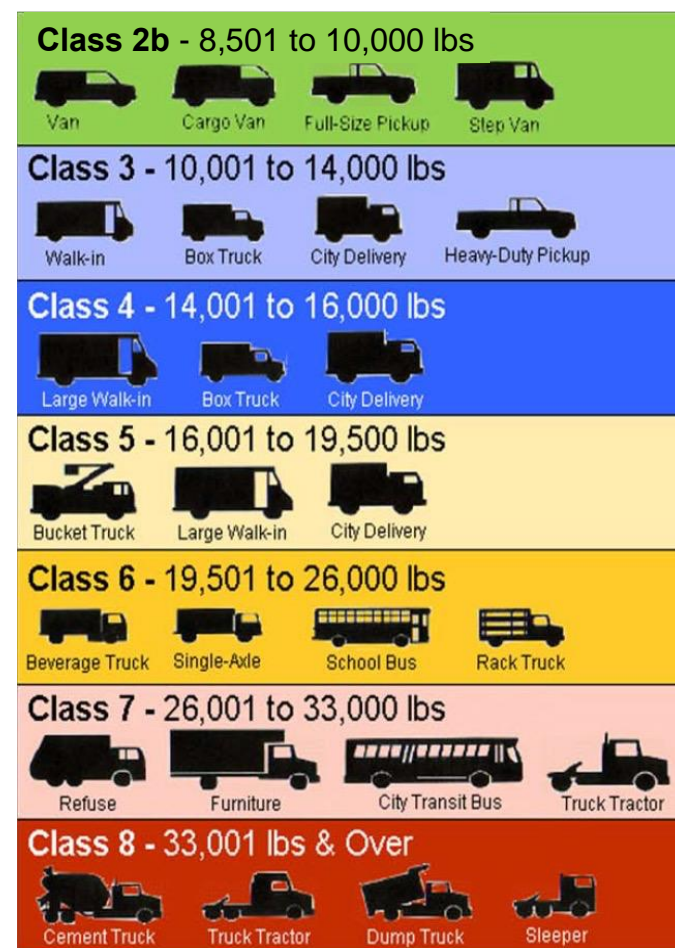 Class 2b - 8,501 to 10,000 lbs
Van Cargo Van Full-Size Pickup Step Van
Class 3 - 10,001 to 14,000 lbs
Walk-in Box Truck City Delivery Heavy-Duty Pickup
Class 4 - 14,001 to 16,000 lbs
Large Walk-in Box Truck City Delivery
Class 5 - 16,001 to 19,500 lbs
Bucket Truck Large Walk-in City Delivery
Class 6 - 19,501 to 26,000 lbs
Beverage Truck Single-Axle School Bus Rack Truck
Class 7 - 26,001 to 33,000 lbs
Refuse Furniture City Transit Bus Truck Tractor
Class 8 - 33,001 lbs & Over
Cement Truck Truck Tractor Dump Truck Sleeper